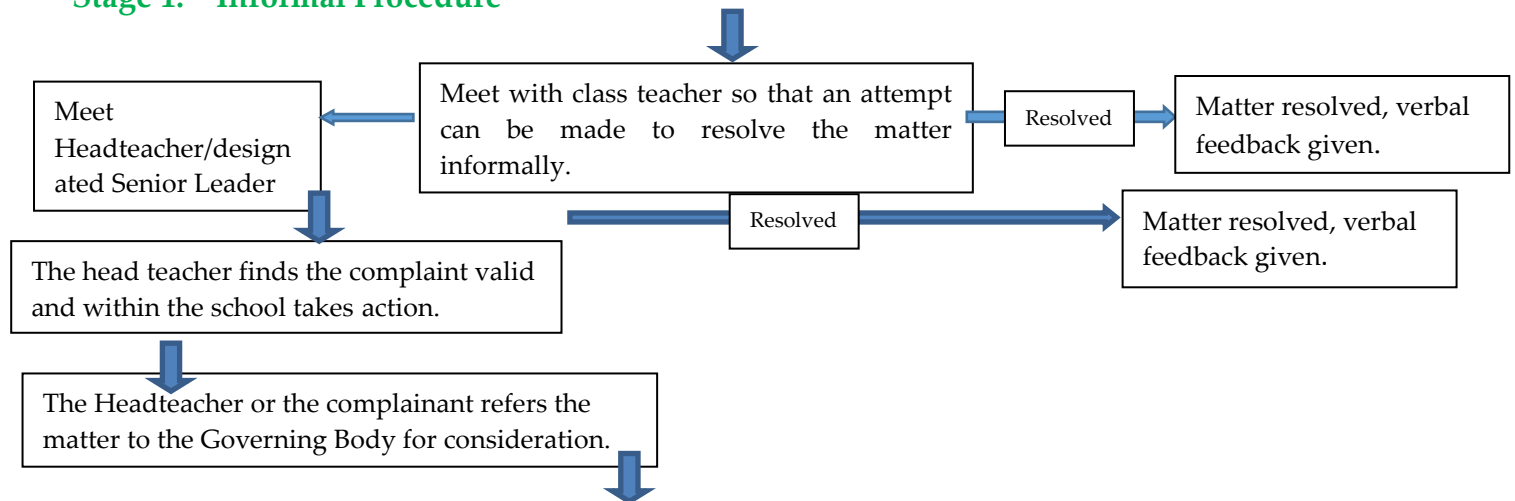 Stage 1: Informal Procedure
Meet with class teacher so that an attempt
can be made to resolve the matter
informally.
Resolved
Matter resolved, verbal
feedback given.
Meet
Headteacher/design
ated Senior Leader
Resolved
Matter resolved, verbal
feedback given.
The head teacher finds the complaint valid
and within the school takes action.
The Headteacher or the complainant refers the
matter to the Governing Body for consideration.